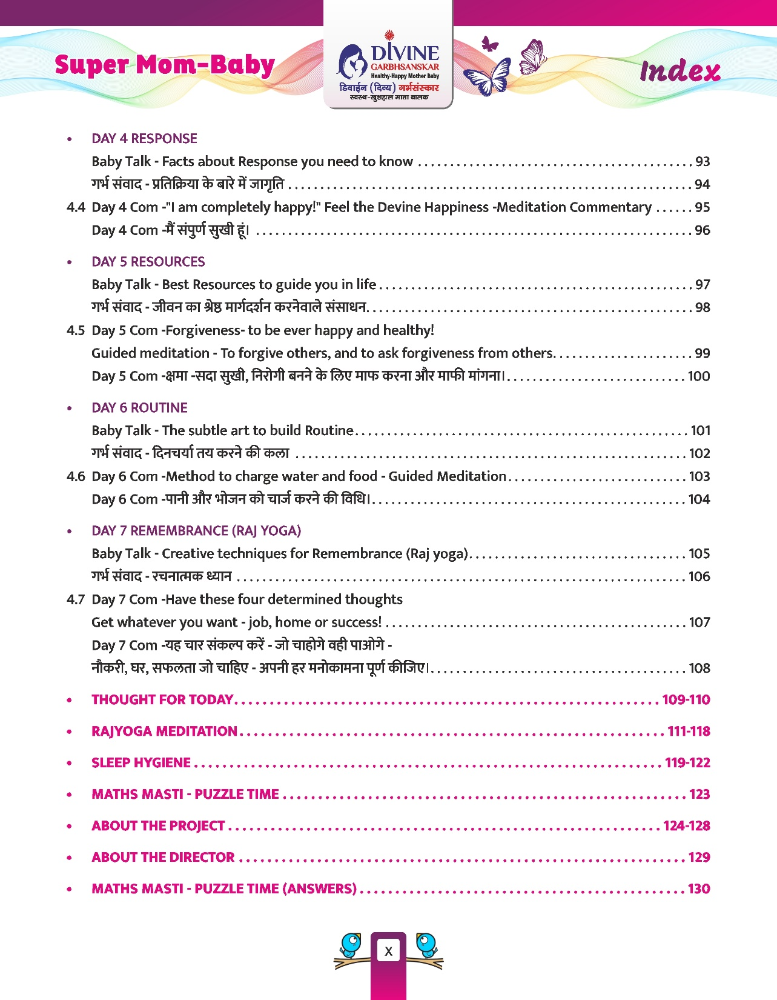 Super Mom-Baby
DIVINE
GARBHSANSKAR
Healthy-Happy Mother Baby
डिवाईन (दिव्य) गर्भसंस्कार
स्वस्थ-खुशहाल माता बालक
Index
• DAY 4 RESPONSE
Baby Talk - Facts about Response you need to know . . . . . . . . . . . . . . . . . . . . 93
गर्भ संवाद - प्रतिक्रिया के बारे में जागृति . . . . . . . . . . . . . . . . . . . . 94
4.4 Day 4 Com -"I am completely happy!" Feel the Devine Happiness -Meditation Commentary . . . . . . 95
Day 4 Com -मैं संपुर्ण सुखी हूं। . . . . . . . . . . . . . . . . . . . . 96
• DAY 5 RESOURCES
Baby Talk - Best Resources to guide you in life . . . . . . . . . . . . . . . . . . . . 97
गर्भ संवाद - जीवन का श्रेष्ठ मार्गदर्शन करनेवाले संसाधन. . . . . . . . . . . . . . . . . . . . 98
4.5 Day 5 Com -Forgiveness- to be ever happy and healthy!
Guided meditation - To forgive others, and to ask forgiveness from others. . . . . . . . . . . . . . . . . . . . 99
Day 5 Com -क्षमा -सदा सुखी, निरोगी बनने के लिए माफ करना और माफी मांगना। . . . . . . . . . . . . . . . . . . . . 100
• DAY 6 ROUTINE
Baby Talk - The subtle art to build Routine . . . . . . . . . . . . . . . . . . . . 101
गर्भ संवाद - दिनचर्या तय करने की कला . . . . . . . . . . . . . . . . . . . . 102
4.6 Day 6 Com -Method to charge water and food - Guided Meditation . . . . . . . . . . . . . . . . . . . . 103
Day 6 Com -पानी और भोजन को चार्ज करने की विधि। . . . . . . . . . . . . . . . . . . . . 104
• DAY 7 REMEMBRANCE (RAJ YOGA)
Baby Talk - Creative techniques for Remembrance (Raj yoga) . . . . . . . . . . . . . . . . . . . . 105
गर्भ संवाद - रचनात्मक ध्यान . . . . . . . . . . . . . . . . . . . . 106
4.7 Day 7 Com -Have these four determined thoughts
Get whatever you want - job, home or success! . . . . . . . . . . . . . . . . . . . . 107
Day 7 Com -यह चार संकल्प करें - जो चाहोगे वही पाओगे -
नौकरी, घर, सफलता जो चाहिए - अपनी हर मनोकामना पूर्ण कीजिए। . . . . . . . . . . . . . . . . . . . . 108
• THOUGHT FOR TODAY . . . . . . . . . . . . . . . . . . . . 109-110
• RAJYOGA MEDITATION . . . . . . . . . . . . . . . . . . . . 111-118
• SLEEP HYGIENE . . . . . . . . . . . . . . . . . . . . 119-122
• MATHS MASTI - PUZZLE TIME . . . . . . . . . . . . . . . . . . . . 123
• ABOUT THE PROJECT . . . . . . . . . . . . . . . . . . . . 124-128
• ABOUT THE DIRECTOR . . . . . . . . . . . . . . . . . . . . 129
• MATHS MASTI - PUZZLE TIME (ANSWERS) . . . . . . . . . . . . . . . . . . . . 130
X